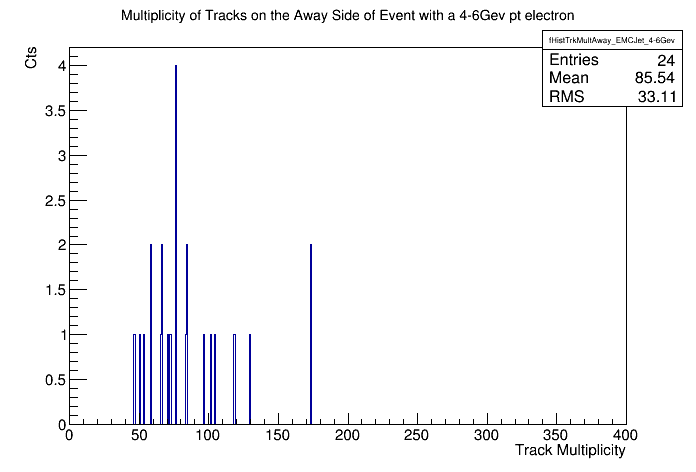 Multiplicity of Tracks on the Away Side of Event with a 4-6Gev pt electron
fHistTrkMultAway_EMCJet_4-6Gev
Entries 24
Mean 85.54
RMS 33.11
Cts
4
3.5
3
2.5
2
1.5
1
0.5
0
0 50 100 150 200 250 300 350 400
Track Multiplicity